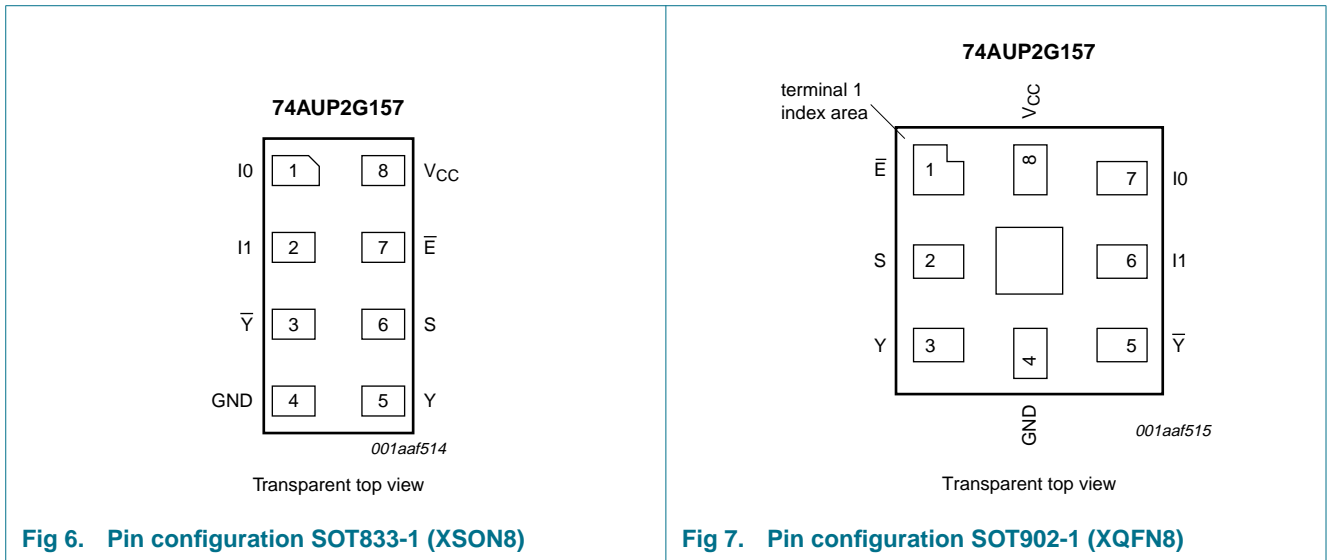 74AUP2G157
I0 1 8 VCC
I1 2 7 E̅
Y̅ 3 6 S
GND 4 5 Y
001aaf514
Transparent top view
Fig 6. Pin configuration SOT833-1 (XSON8)
74AUP2G157
terminal 1
index area
VCC
E̅ 1 8 7 I0
S 2 6 I1
Y 3 4 5 Y̅
GND
001aaf515
Transparent top view
Fig 7. Pin configuration SOT902-1 (XQFN8)